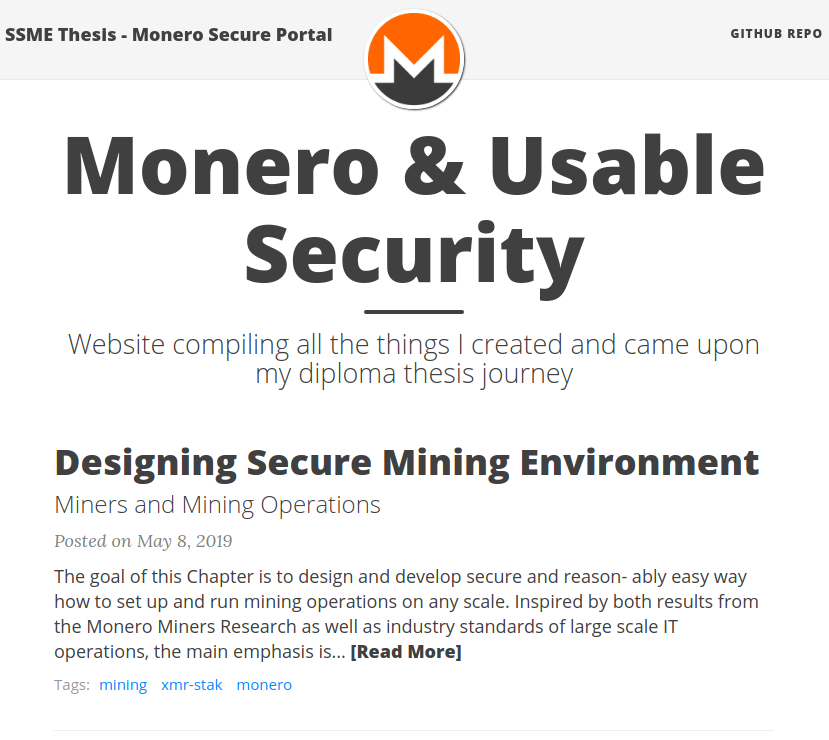 SSME Thesis - Monero Secure Portal
GITHUB REPO
Monero & Usable
Security
Website compiling all the things I created and came upon
my diploma thesis journey
Designing Secure Mining Environment
Miners and Mining Operations
Posted on May 8, 2019
The goal of this Chapter is to design and develop secure and reason- ably easy way
how to set up and run mining operations on any scale. Inspired by both results from
the Monero Miners Research as well as industry standards of large scale IT
operations, the main emphasis is... [Read More]
Tags: mining xmr-stak monero